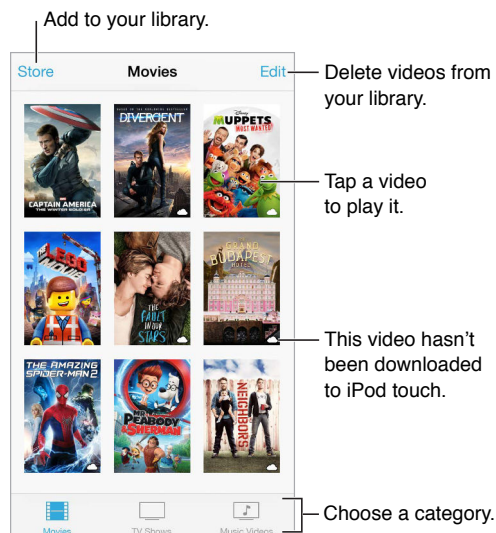 Add to your library.
Store
Movies
Edit
Delete videos from
your library.
CAPTAIN AMERICA
THE WINTER SOLDIER
DIVERGENT
Disney
MUPPETS
MOST WANTED
Tap a video
to play it.
THE LEGO
MOVIE
THE
FAULT
IN OUR
STARS
GRAND
BUDAPEST
HOTEL
This video hasn't
been downloaded
to iPod touch.
THE AMAZING
SPIDER-MAN 2
MR.
PEABODY
&SHERMAN
NEIGHBORS
Movies
TV Shows
Music Videos
Choose a category.